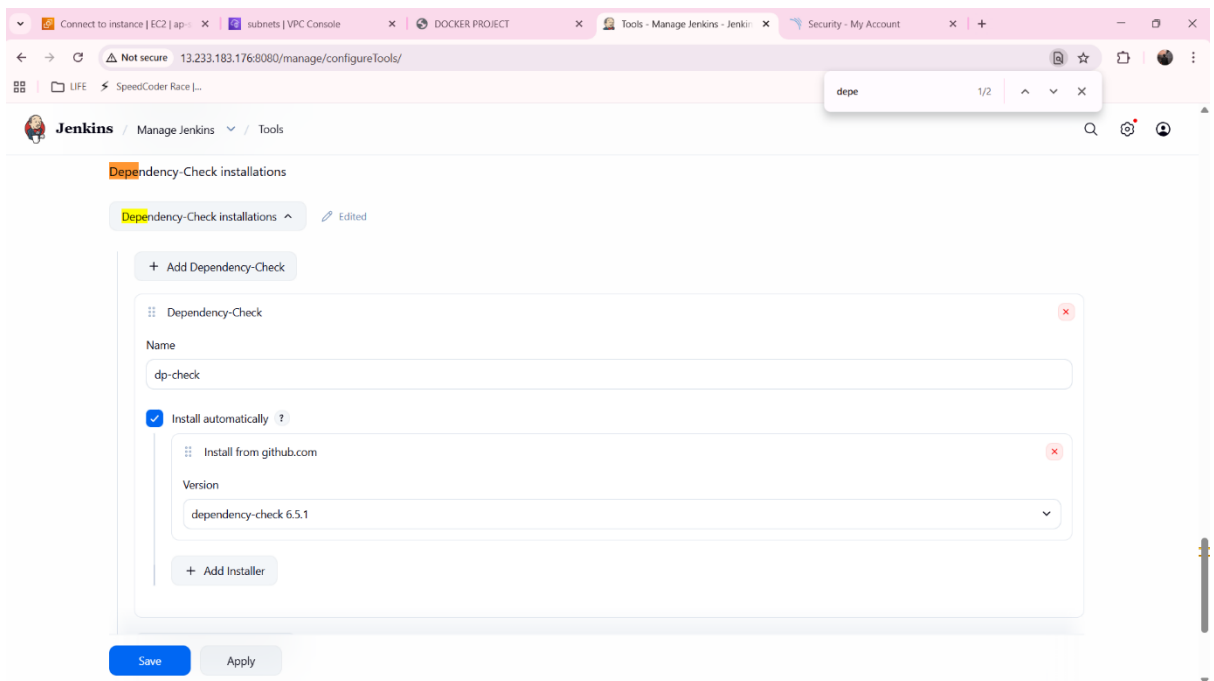 Connect to instance | EC2 | ap-s
subnets | VPC Console
DOCKER PROJECT
Tools - Manage Jenkins - Jenkin
Security - My Account
Not secure 13.233.183.176:8080/manage/configureTools/
LIFE SpeedCoder Race |...
depe 1/2
Jenkins / Manage Jenkins / Tools
Dependency-Check installations
Dependency-Check installations Edited
+ Add Dependency-Check
Dependency-Check
Name
dp-check
Install automatically ?
Install from github.com
Version
dependency-check 6.5.1
+ Add Installer
Save Apply